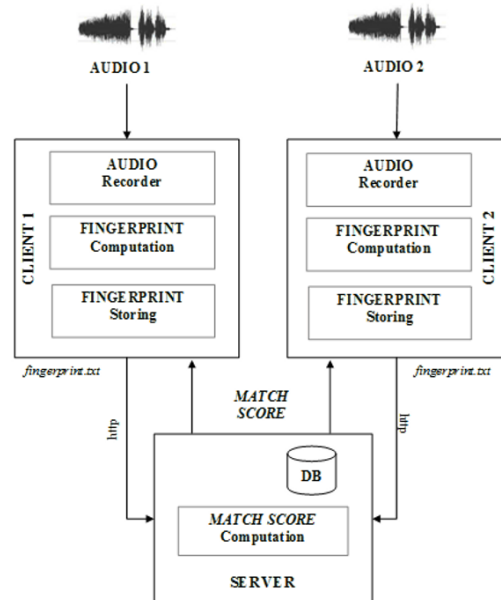 AUDIO 1
AUDIO 2
CLIENT 1
AUDIO
Recorder
FINGERPRINT
Computation
FINGERPRINT
Storing
CLIENT 2
AUDIO
Recorder
FINGERPRINT
Computation
FINGERPRINT
Storing
fingerprint.txt
fingerprint.txt
http
MATCH
SCORE
http
DB
MATCH SCORE
Computation
SERVER